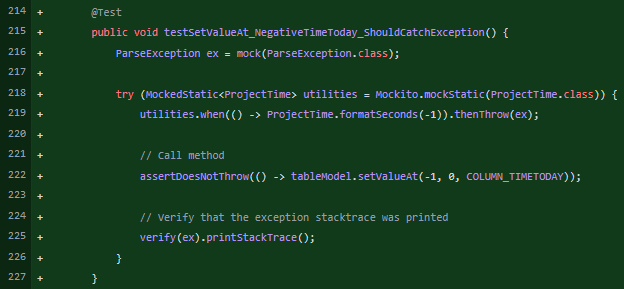 214 + @Test
215 + public void testSetValueAt_NegativeTimeToday_ShouldCatchException() {
216 + ParseException ex = mock(ParseException.class);
217 +
218 + try (MockedStatic<ProjectTime> utilities = Mockito.mockStatic(ProjectTime.class)) {
219 + utilities.when(() -> ProjectTime.formatSeconds(-1)).thenThrow(ex);
220 +
221 + // Call method
222 + assertDoesNotThrow(() -> tableModel.setValueAt(-1, 0, COLUMN_TIMETODAY));
223 +
224 + // Verify that the exception stacktrace was printed
225 + verify(ex).printStackTrace();
226 + }
227 + }